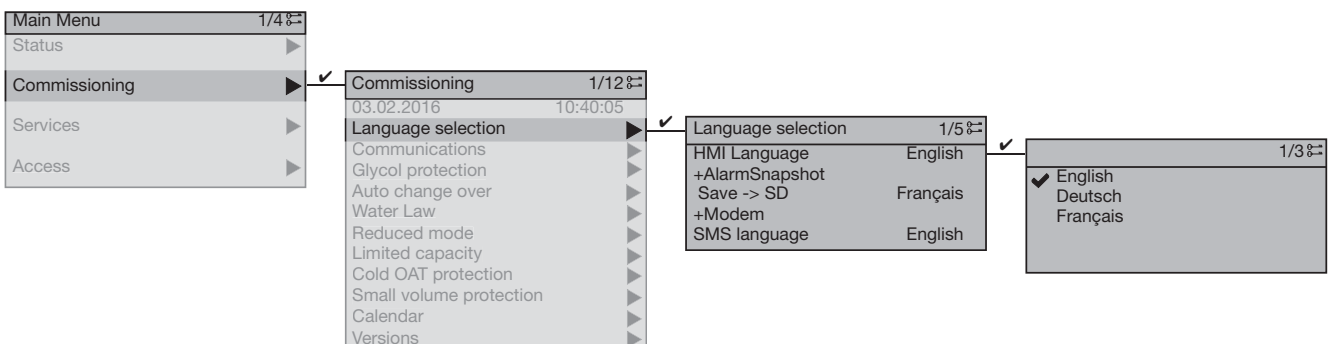 Main Menu 1/4
Status
Commissioning
Services
Access
Commissioning 1/12
03.02.2016 10:40:05
Language selection
Communications
Glycol protection
Auto change over
Water Law
Reduced mode
Limited capacity
Cold OAT protection
Small volume protection
Calendar
Versions
Language selection 1/5
HMI Language English
+AlarmSnapshot
Save -> SD Français
+Modem
SMS language English
1/3
English
Deutsch
Français